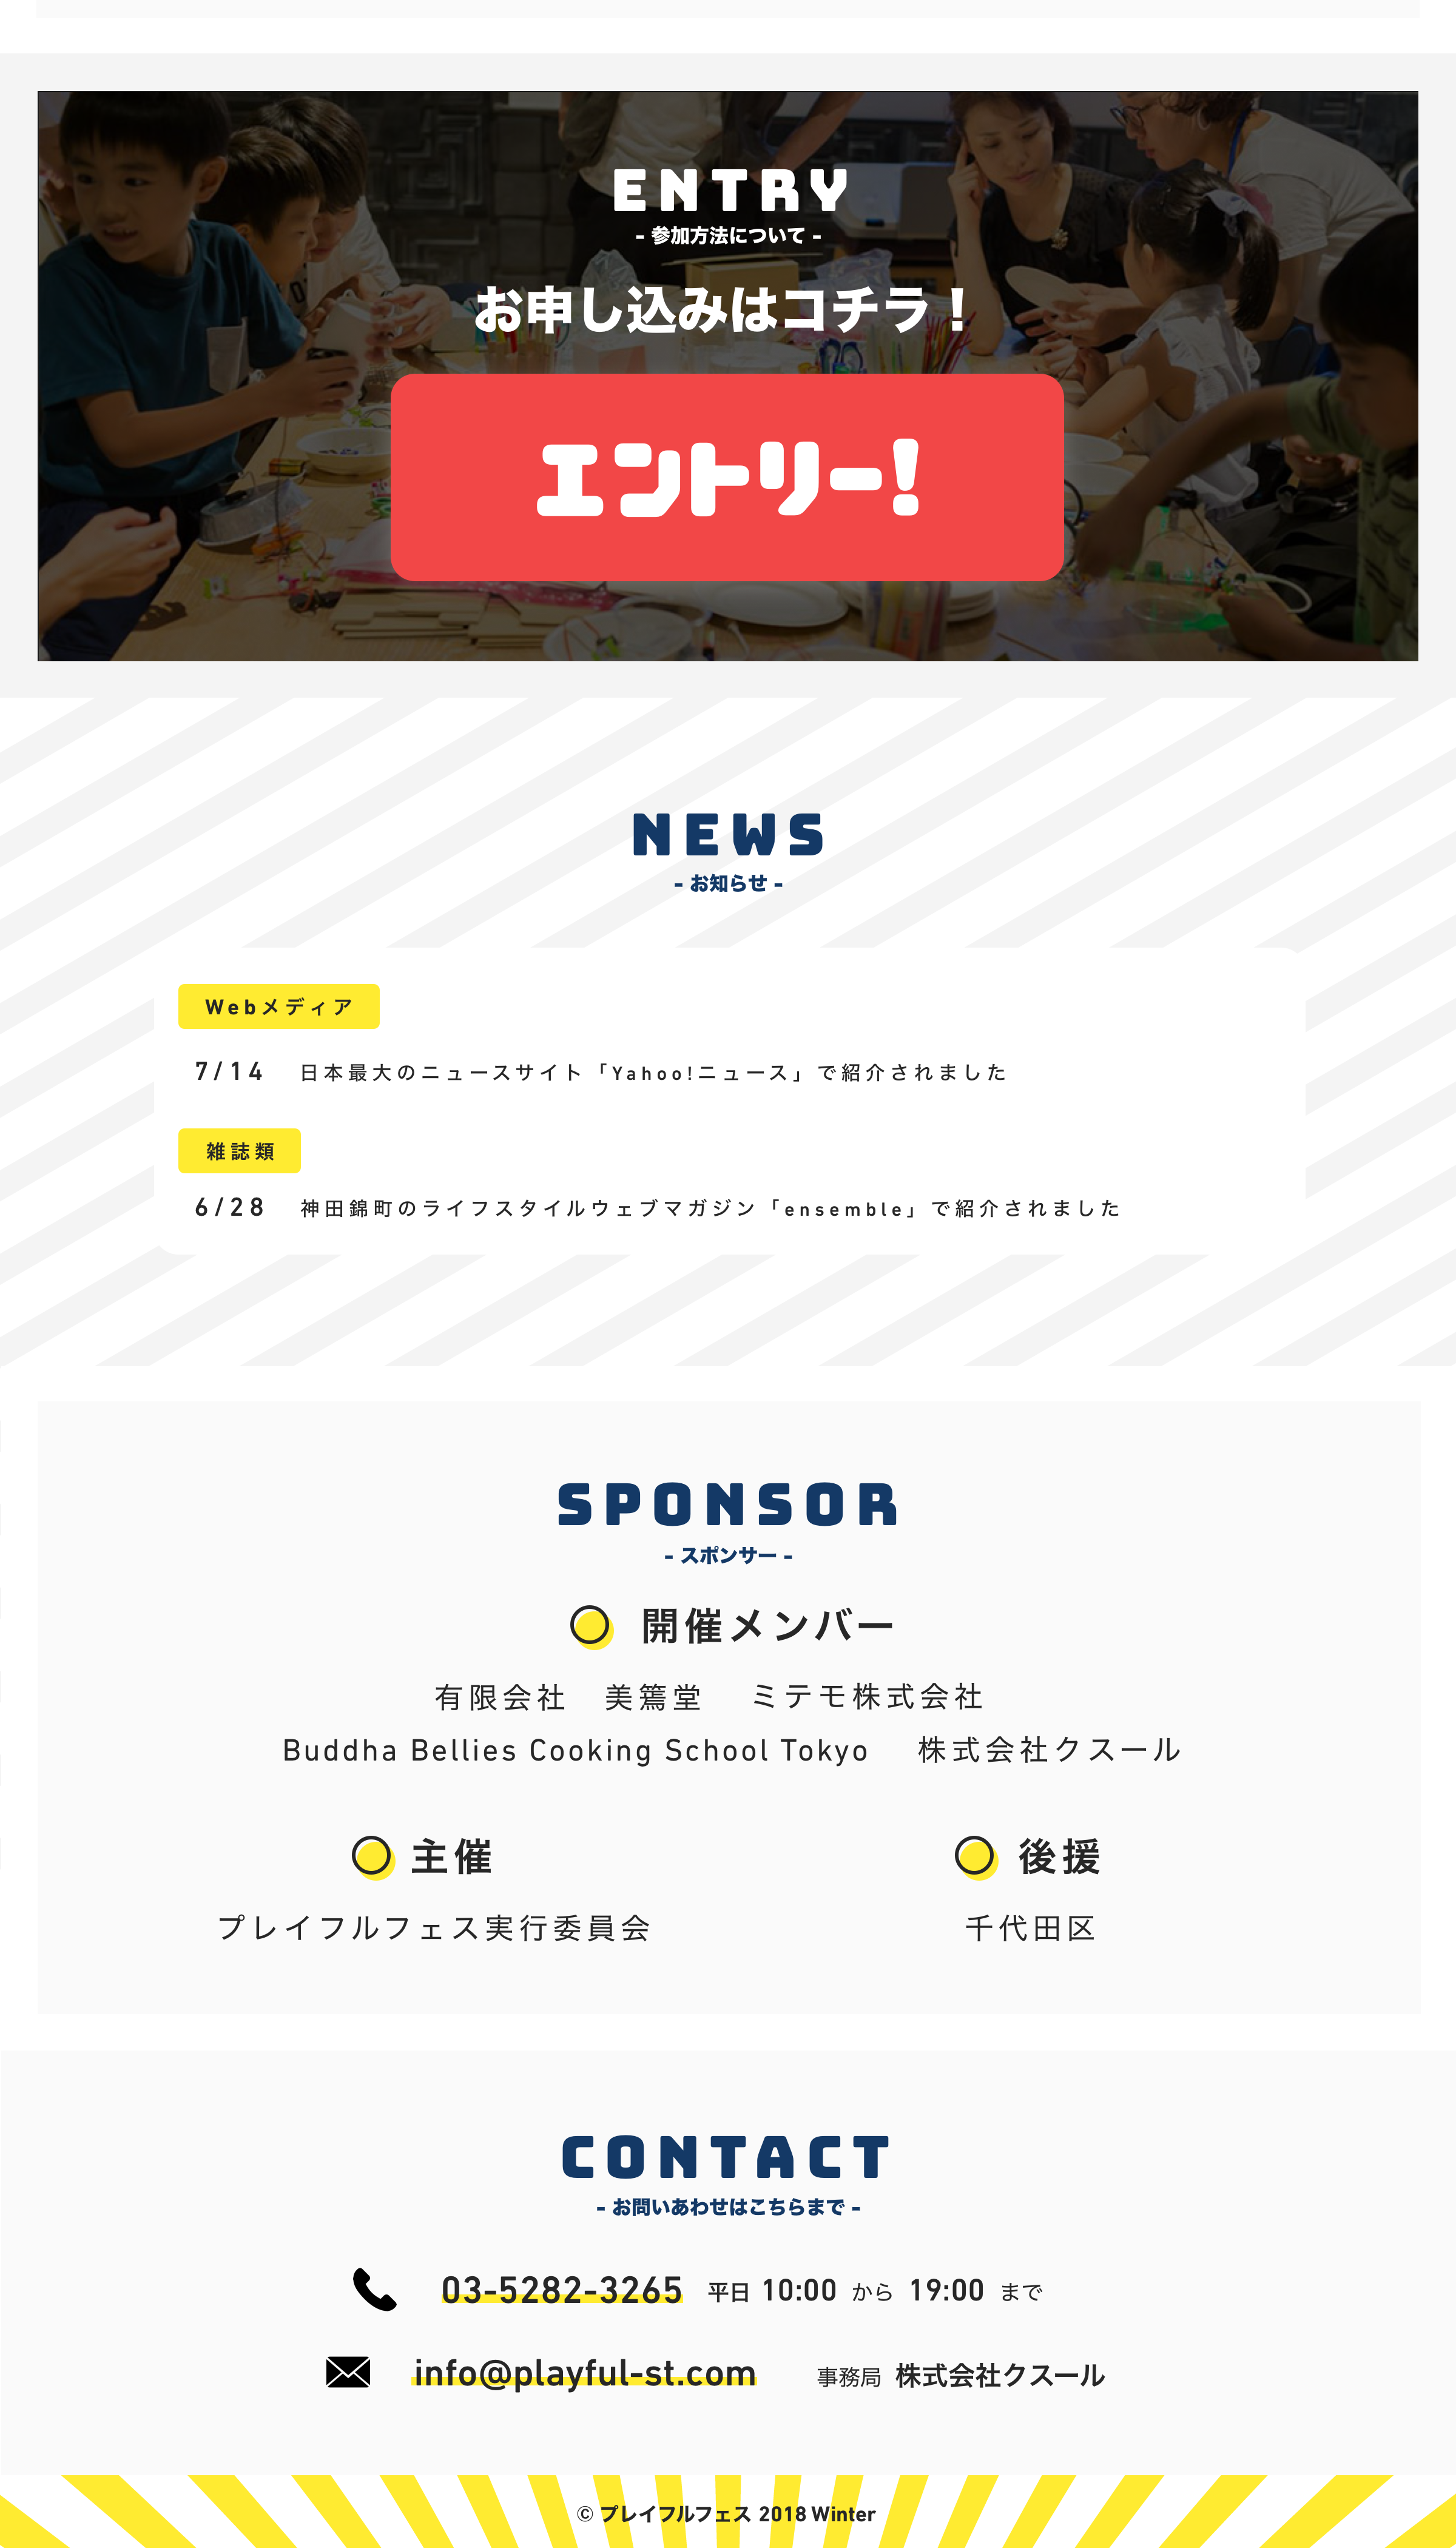 ENTRY
- 参加方法について -
お申し込みはコチラ！
エントリー!
NEWS
- お知らせ -
Webメディア
7/14 日本最大のニュースサイト「Yahoo!ニュース」で紹介されました
雑誌類
6/28 神田錦町のライフスタイルウェブマガジン「ensemble」で紹介されました
SPONSOR
- スポンサー -
開催メンバー
有限会社 美篶堂 ミテモ株式会社
Buddha Bellies Cooking School Tokyo 株式会社クスール
主催 後援
プレイフルフェス実行委員会 千代田区
CONTACT
- お問いあわせはこちらまで -
03-5282-3265 平日 10:00 から 19:00 まで
info@playful-st.com 事務局 株式会社クスール
© プレイフルフェス 2018 Winter